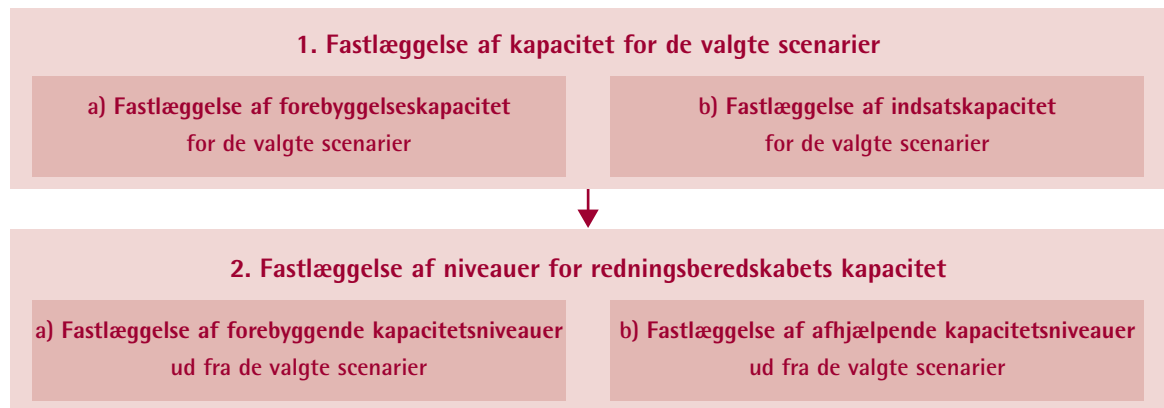 1. Fastlæggelse af kapacitet for de valgte scenarier
a) Fastlæggelse af forebyggelseskapacitet
for de valgte scenarier
b) Fastlæggelse af indsatskapacitet
for de valgte scenarier
2. Fastlæggelse af niveauer for redningsberedskabets kapacitet
a) Fastlæggelse af forebyggende kapacitetsniveauer
ud fra de valgte scenarier
b) Fastlæggelse af afhjælpende kapacitetsniveauer
ud fra de valgte scenarier